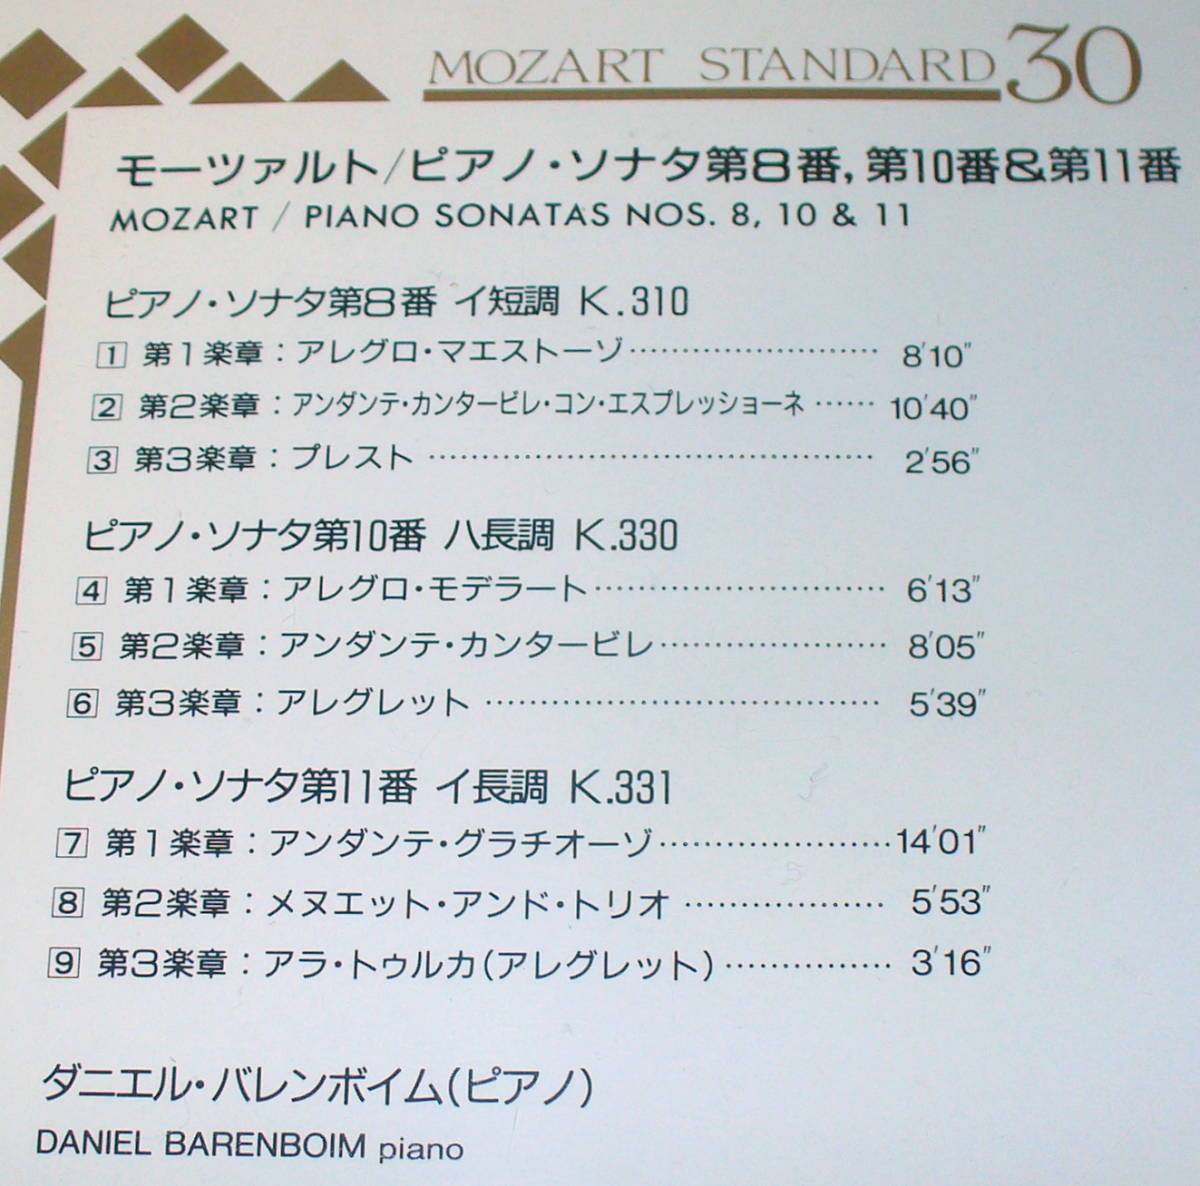 MOZART STANDARD 30
モーツァルト/ピアノ・ソナタ第8番,第10番&第11番
MOZART / PIANO SONATAS NOS. 8, 10 & 11
ピアノ・ソナタ第8番 イ短調 K.310
1 第1楽章:アレグロ・マエストーゾ……………………… 8'10"
2 第2楽章:アンダンテ・カンタービレ・コン・エスプレッショーネ …… 10'40"
3 第3楽章:プレスト ……………………………………… 2'56"
ピアノ・ソナタ第10番 ハ長調 K.330
4 第1楽章:アレグロ・モデラート………………………… 6'13"
5 第2楽章:アンダンテ・カンタービレ…………………… 8'05"
6 第3楽章:アレグレット ………………………………… 5'39"
ピアノ・ソナタ第11番 イ長調 K.331
7 第1楽章:アンダンテ・グラチオーゾ……………………14'01"
8 第2楽章:メヌエット・アンド・トリオ ………………… 5'53"
9 第3楽章:アラ・トゥルカ(アレグレット)……………… 3'16"
ダニエル・バレンボイム(ピアノ)
DANIEL BARENBOIM piano